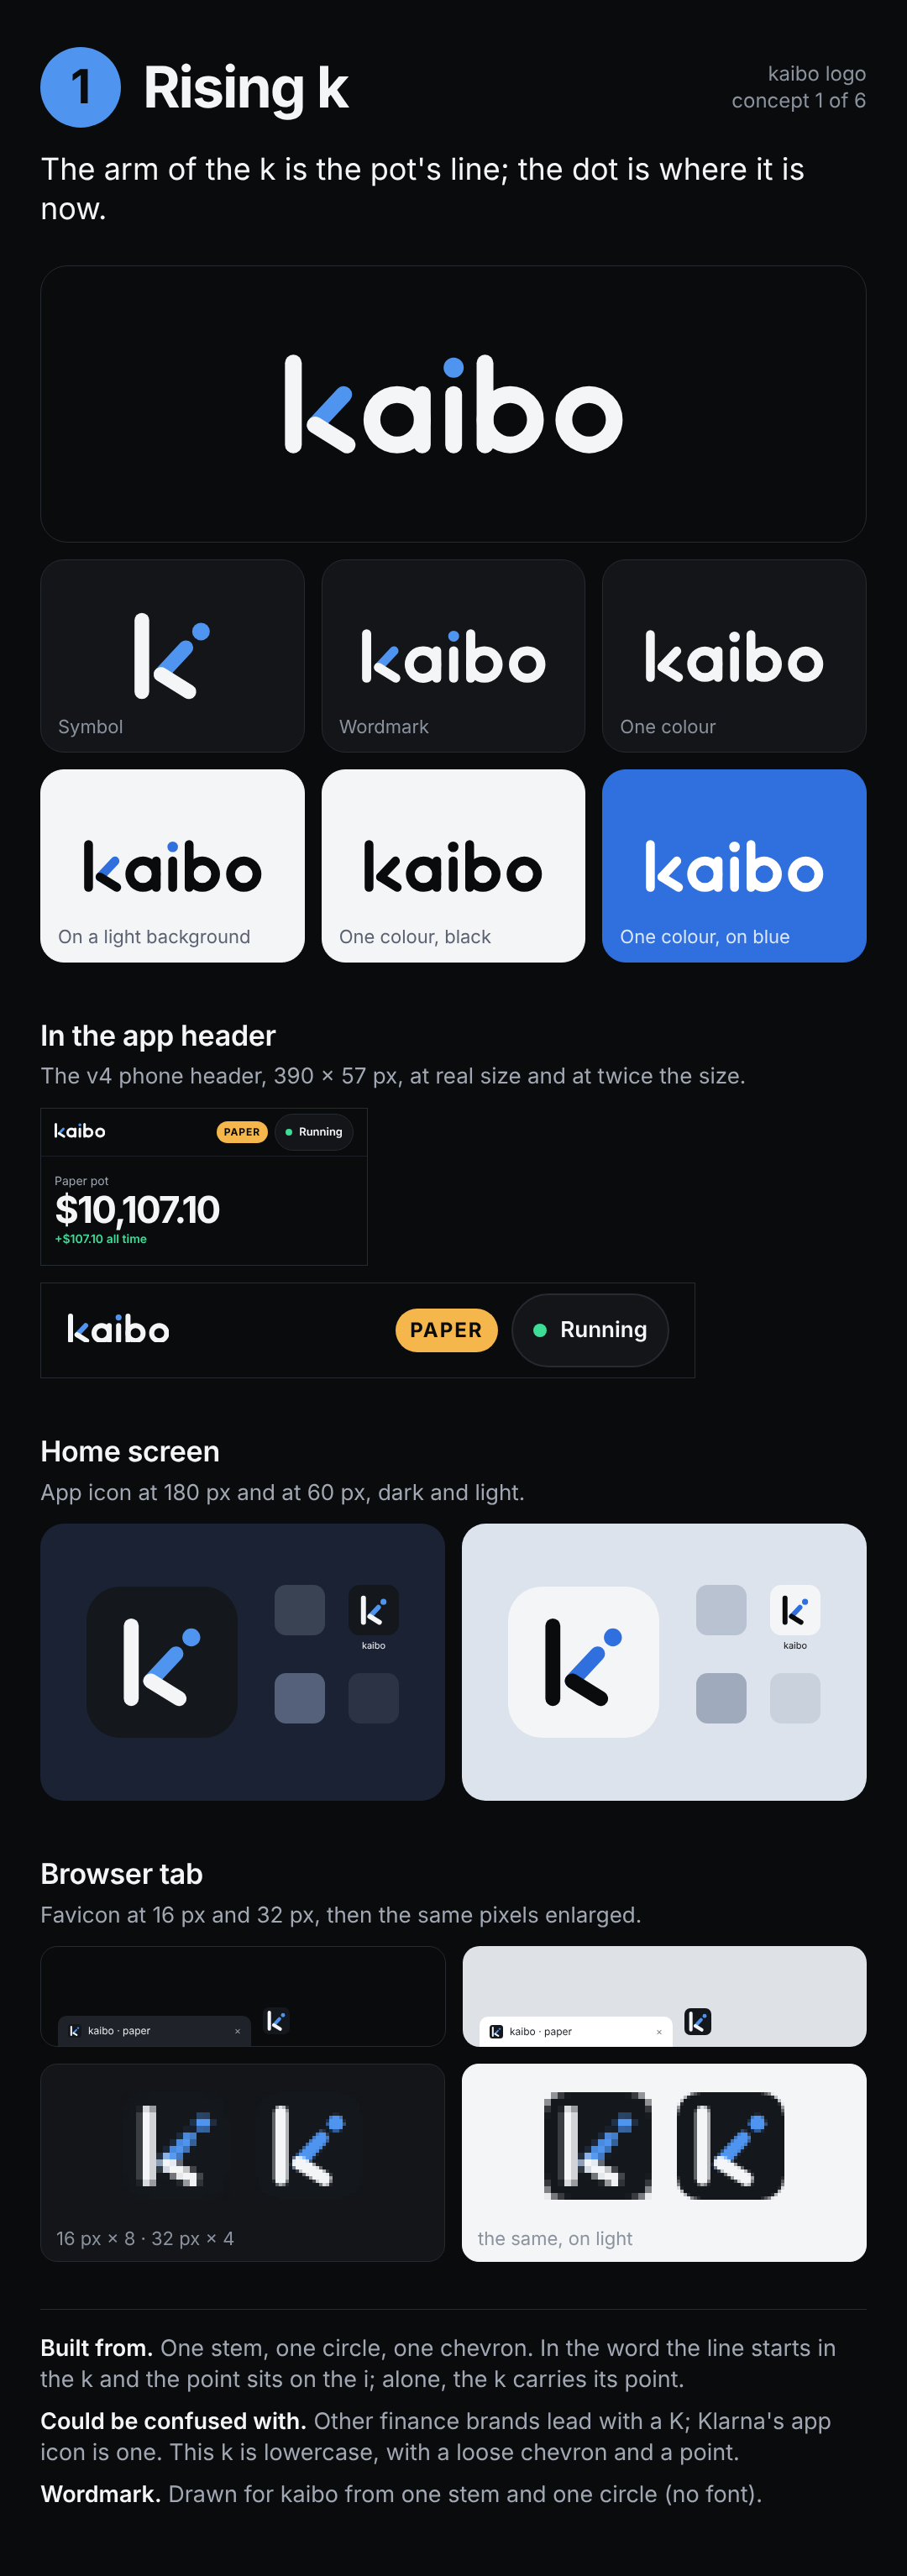 1
Rising k
kaibo logo
concept 1 of 6
The arm of the k is the pot's line; the dot is where it is
now.
kaibo
k
Symbol
kaibo
Wordmark
kaibo
One colour
kaibo
On a light background
kaibo
One colour, black
kaibo
One colour, on blue
In the app header
The v4 phone header, 390 × 57 px, at real size and at twice the size.
kaibo
PAPER
Running
Paper pot
$10,107.10
+$107.10 all time
kaibo
PAPER
Running
Home screen
App icon at 180 px and at 60 px, dark and light.
k
k
kaibo
k
k
kaibo
Browser tab
Favicon at 16 px and 32 px, then the same pixels enlarged.
k
kaibo · paper
×
k
k
kaibo · paper
×
k
k
k
16 px × 8 · 32 px × 4
k
k
the same, on light
Built from. One stem, one circle, one chevron. In the word the line starts in
the k and the point sits on the i; alone, the k carries its point.
Could be confused with. Other finance brands lead with a K; Klarna's app
icon is one. This k is lowercase, with a loose chevron and a point.
Wordmark. Drawn for kaibo from one stem and one circle (no font).